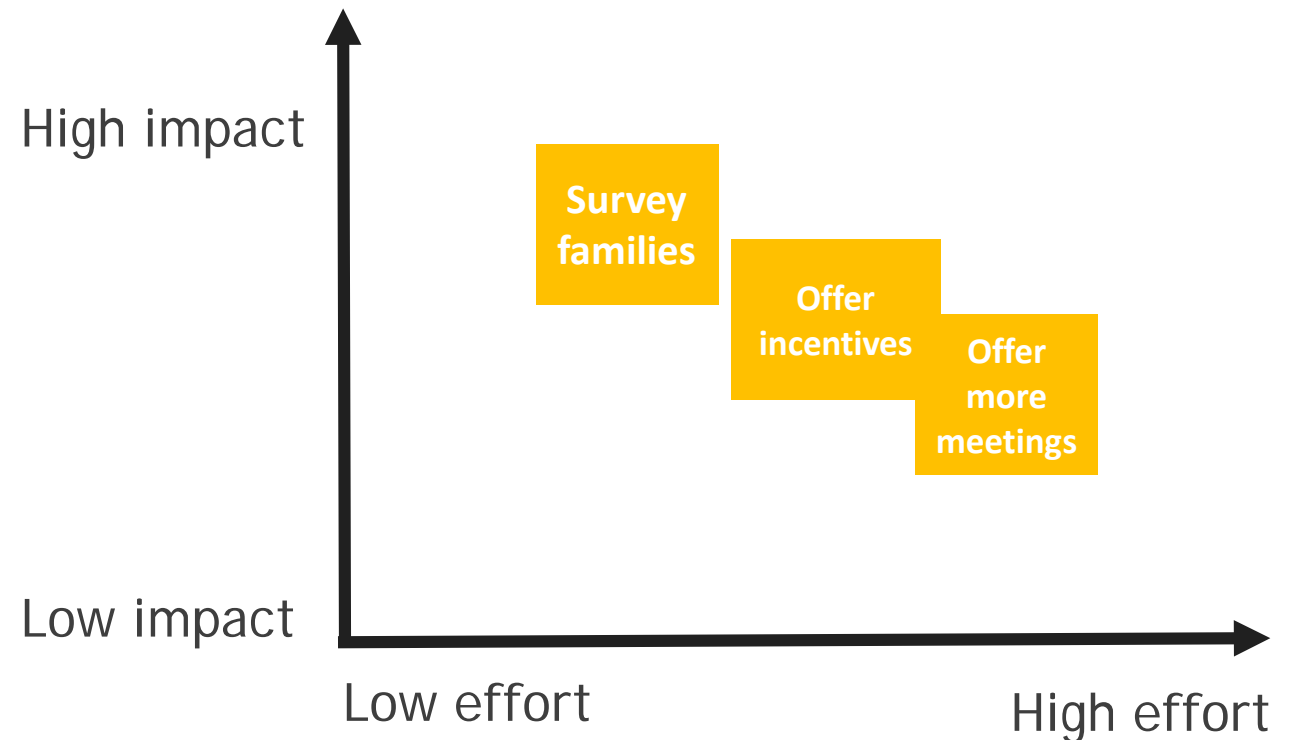 High impact
Survey
families
Offer
incentives
Offer
more
meetings
Low impact
Low effort
High effort